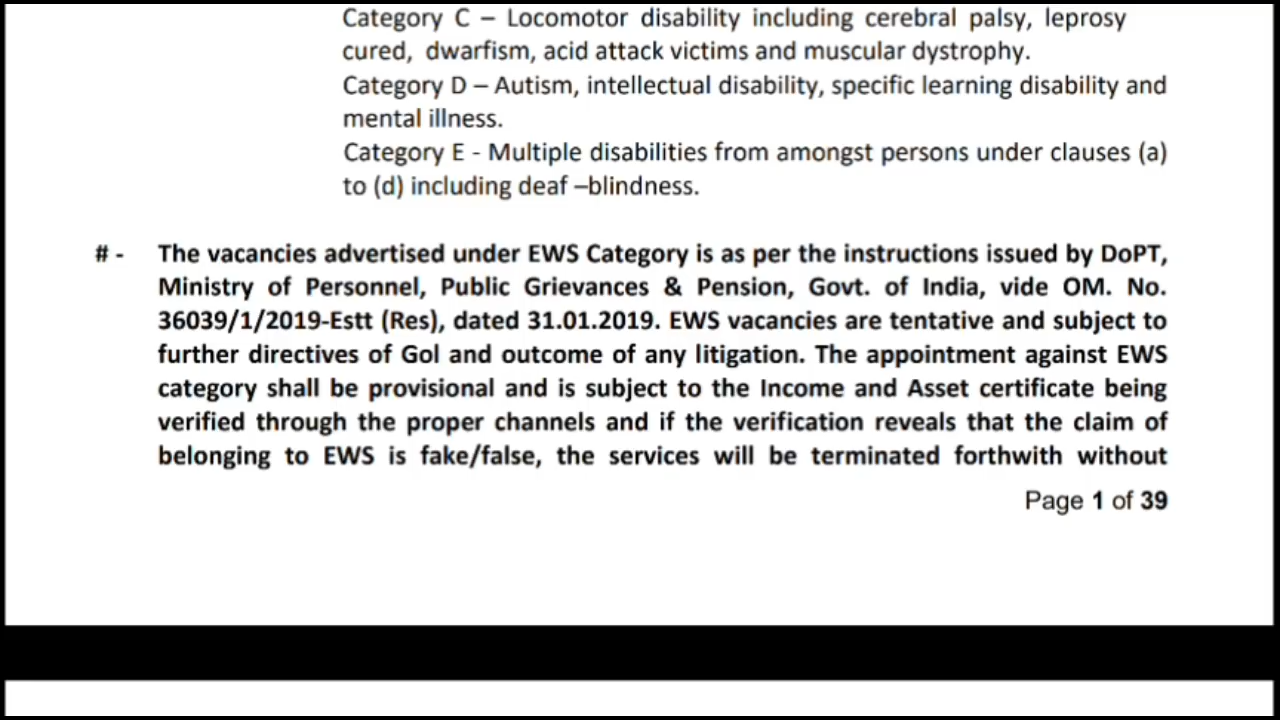 Category C – Locomotor disability including cerebral palsy, leprosy
cured, dwarfism, acid attack victims and muscular dystrophy.
Category D – Autism, intellectual disability, specific learning disability and
mental illness.
Category E - Multiple disabilities from amongst persons under clauses (a)
to (d) including deaf –blindness.
# - The vacancies advertised under EWS Category is as per the instructions issued by DoPT,
Ministry of Personnel, Public Grievances & Pension, Govt. of India, vide OM. No.
36039/1/2019-Estt (Res), dated 31.01.2019. EWS vacancies are tentative and subject to
further directives of GoI and outcome of any litigation. The appointment against EWS
category shall be provisional and is subject to the Income and Asset certificate being
verified through the proper channels and if the verification reveals that the claim of
belonging to EWS is fake/false, the services will be terminated forthwith without
Page 1 of 39